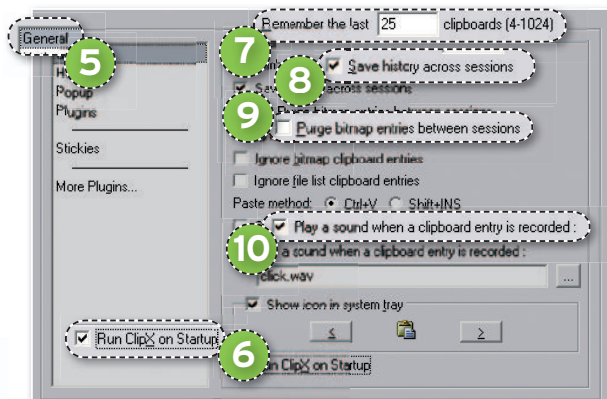 Remember the last 25 clipboards (4-1024)
General
5
7
8
Save history across sessions
Popup
Plugins
across sessions
9
Purge bitmap entries between sessions
Stickies
Ignore bitmap clipboard entries
Ignore file list clipboard entries
More Plugins...
Paste method: Ctrl+V Shift+INS
10
Play a sound when a clipboard entry is recorded :
a sound when a clipboard entry is recorded :
click.wav ...
Show icon in system tray
< >
Run ClipX on Startup
6
ClipX on Startup